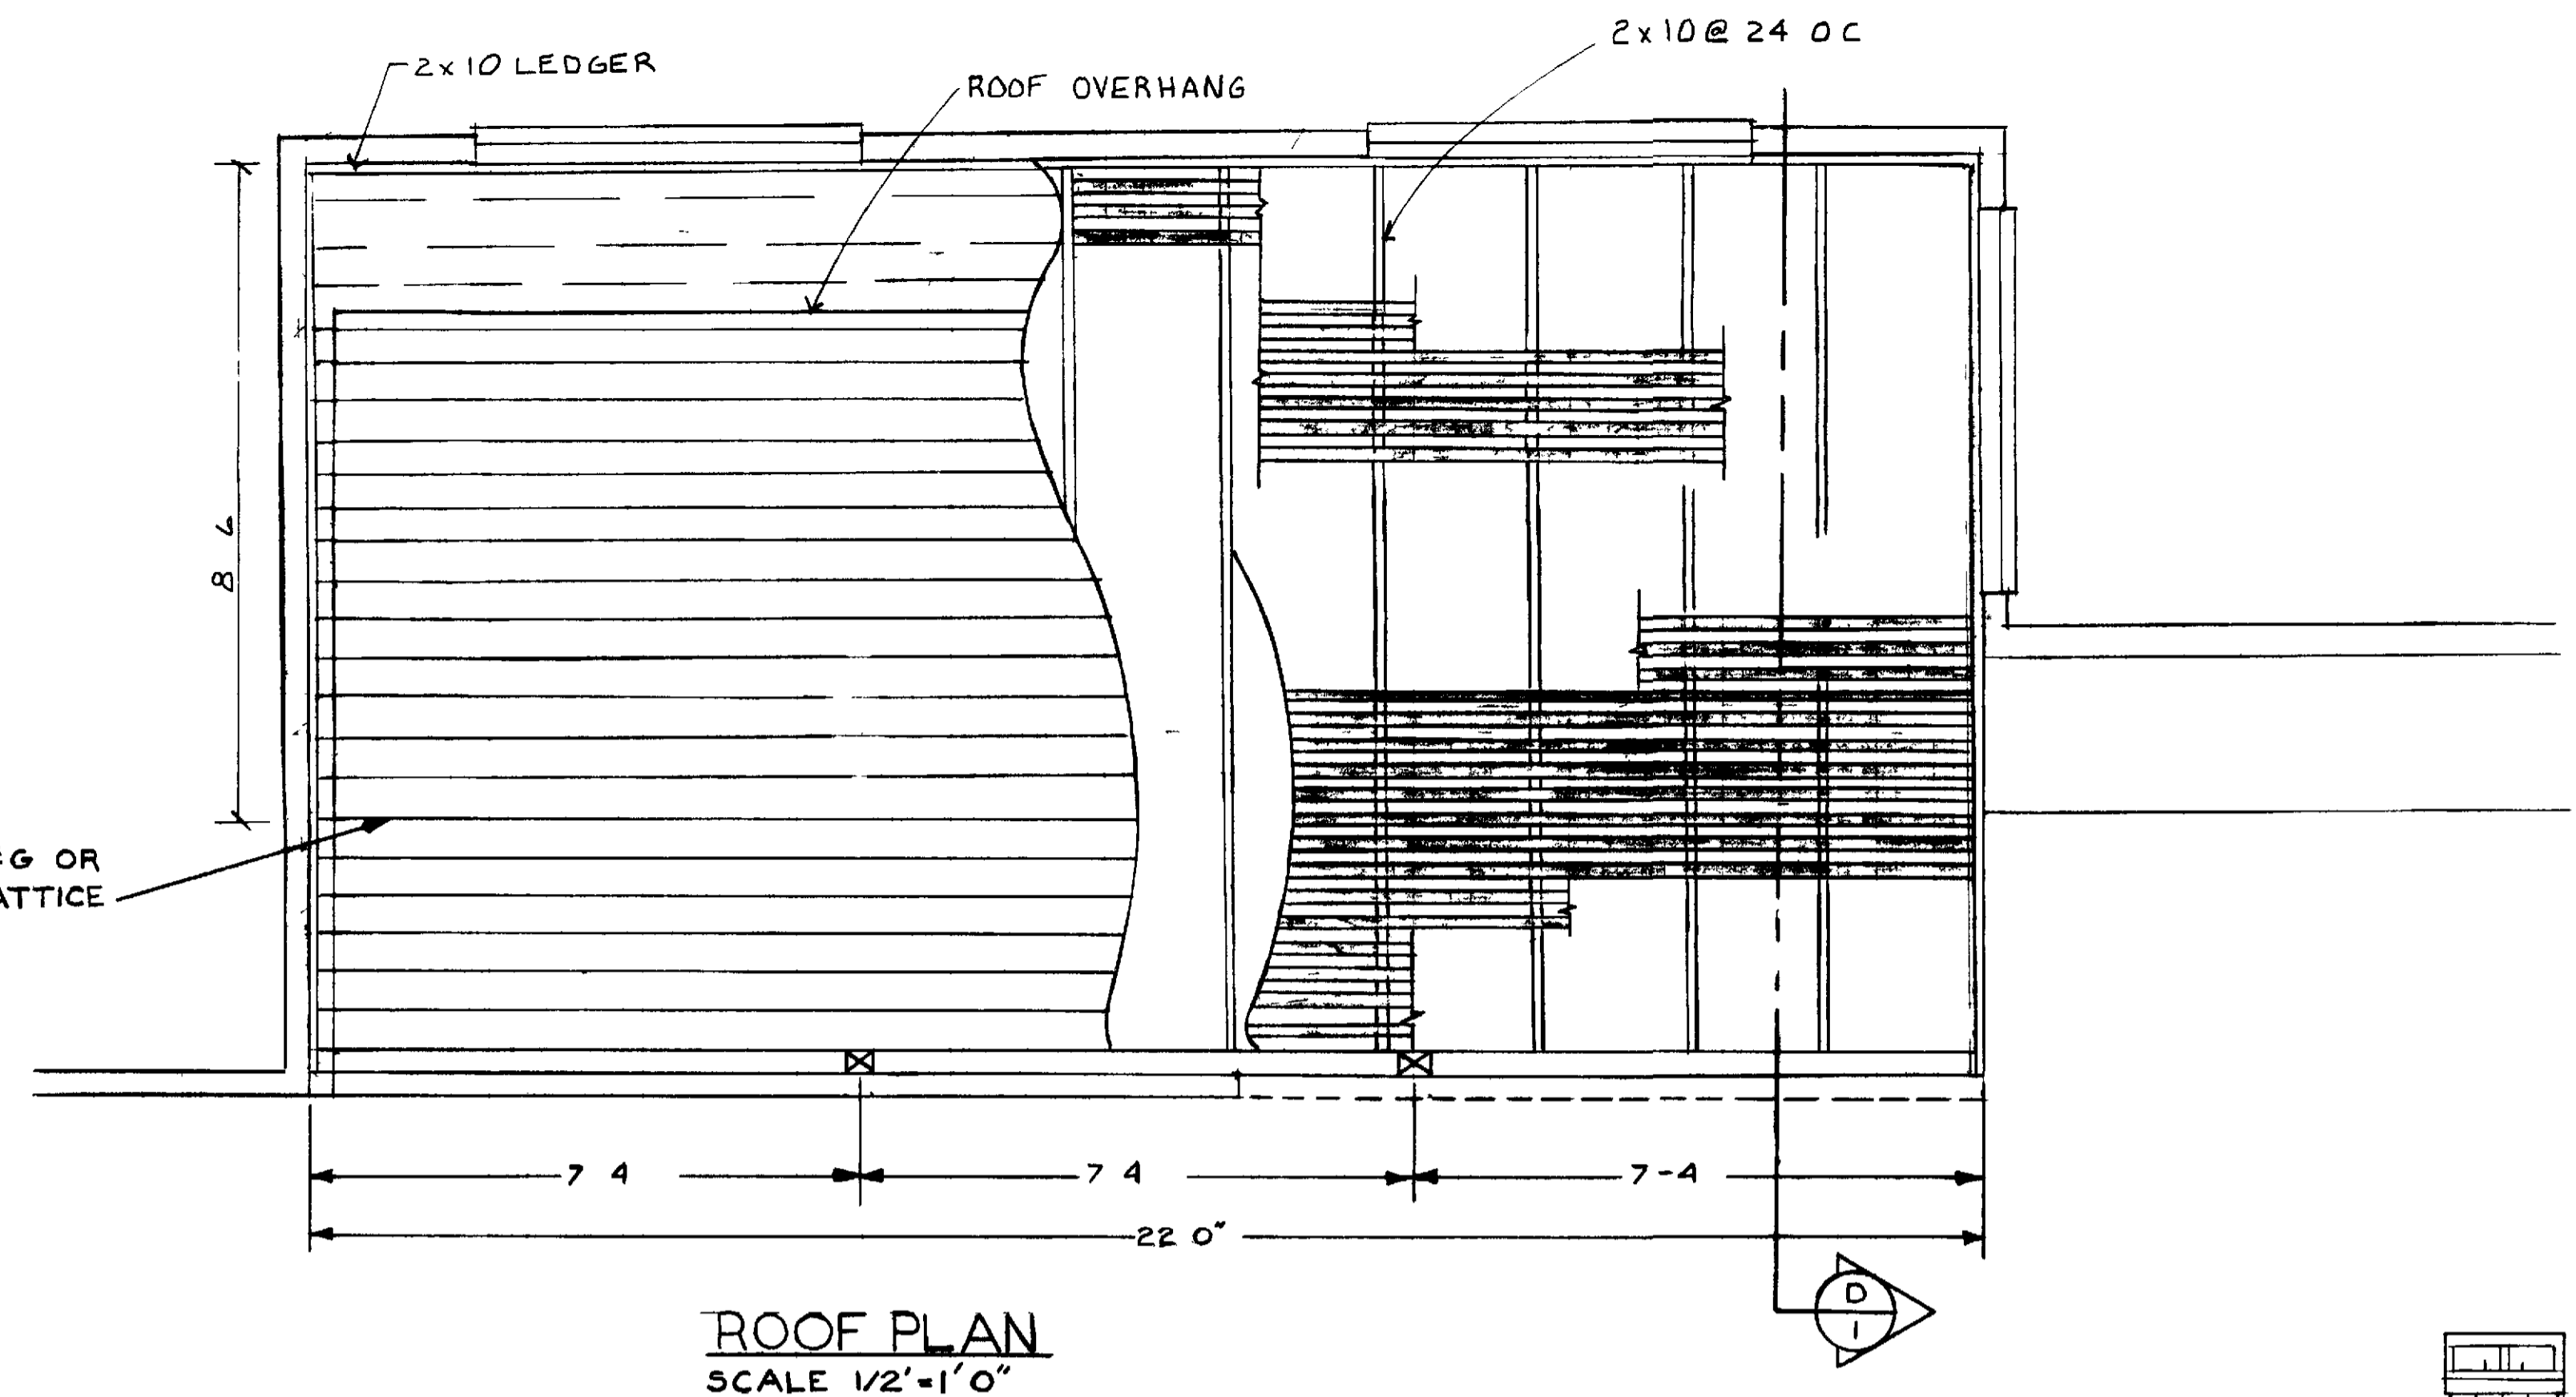 2x10 LEDGER
ROOF OVERHANG
2x10@ 24 OC
8 6
G OR
ATTICE
7 4
7 4
7-4
22 0"
D
1
ROOF PLAN
SCALE 1/2'=1'0"